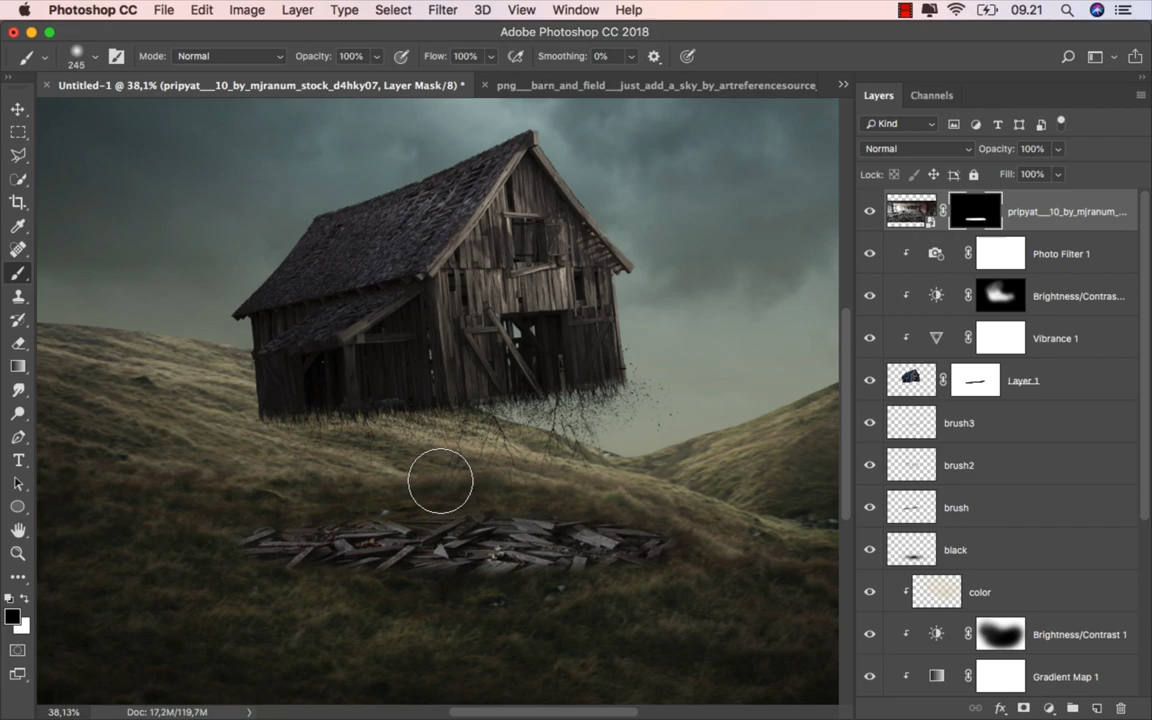 Photoshop CC File Edit Image Layer Type Select Filter 3D View Window Help 09.21
Adobe Photoshop CC 2018
245 Mode: Normal Opacity: 100% Flow: 100% Smoothing: 0%
Untitled-1 @ 38,1% (pripyat___10_by_mjranum_stock_d4hky07, Layer Mask/8) * png___barn_and_field___just_add_a_sky_by_artreferencesource_
Layers Channels
Kind
Normal Opacity: 100%
Lock: Fill: 100%
pripyat___10_by_mjranum_...
Photo Filter 1
Brightness/Contras...
Vibrance 1
Layer 1
brush3
brush2
brush
black
color
Brightness/Contrast 1
Gradient Map 1
38,13% Doc: 17,2M/119,7M